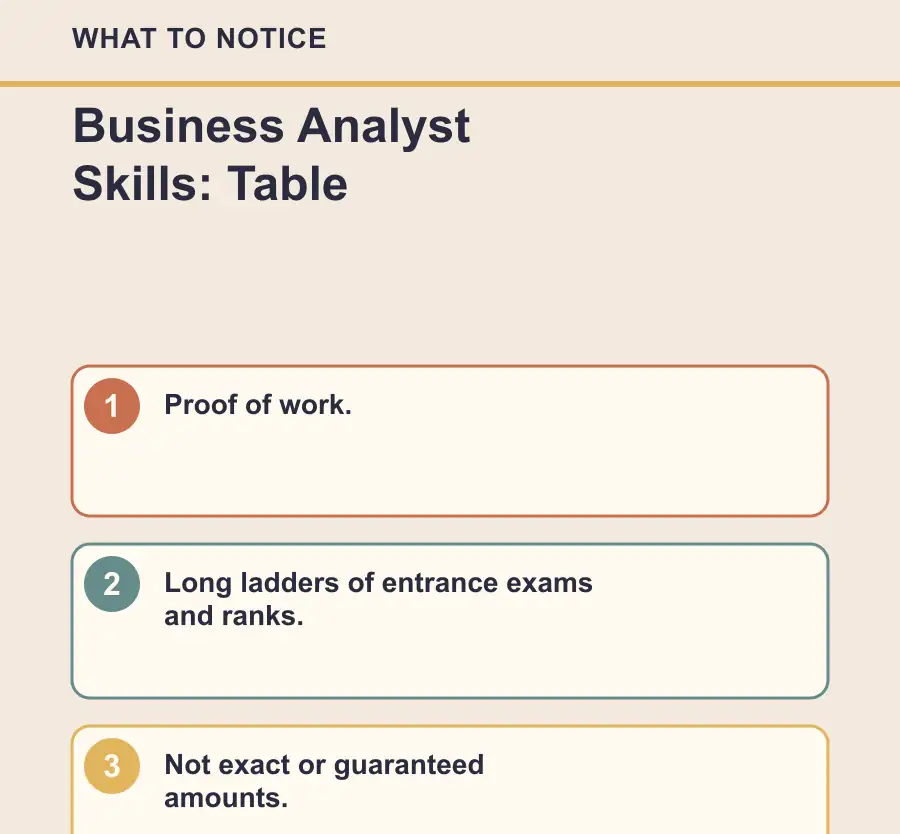 WHAT TO NOTICE
Business Analyst
Skills: Table
1
Proof of work.
2
Long ladders of entrance exams
and ranks.
3
Not exact or guaranteed
amounts.